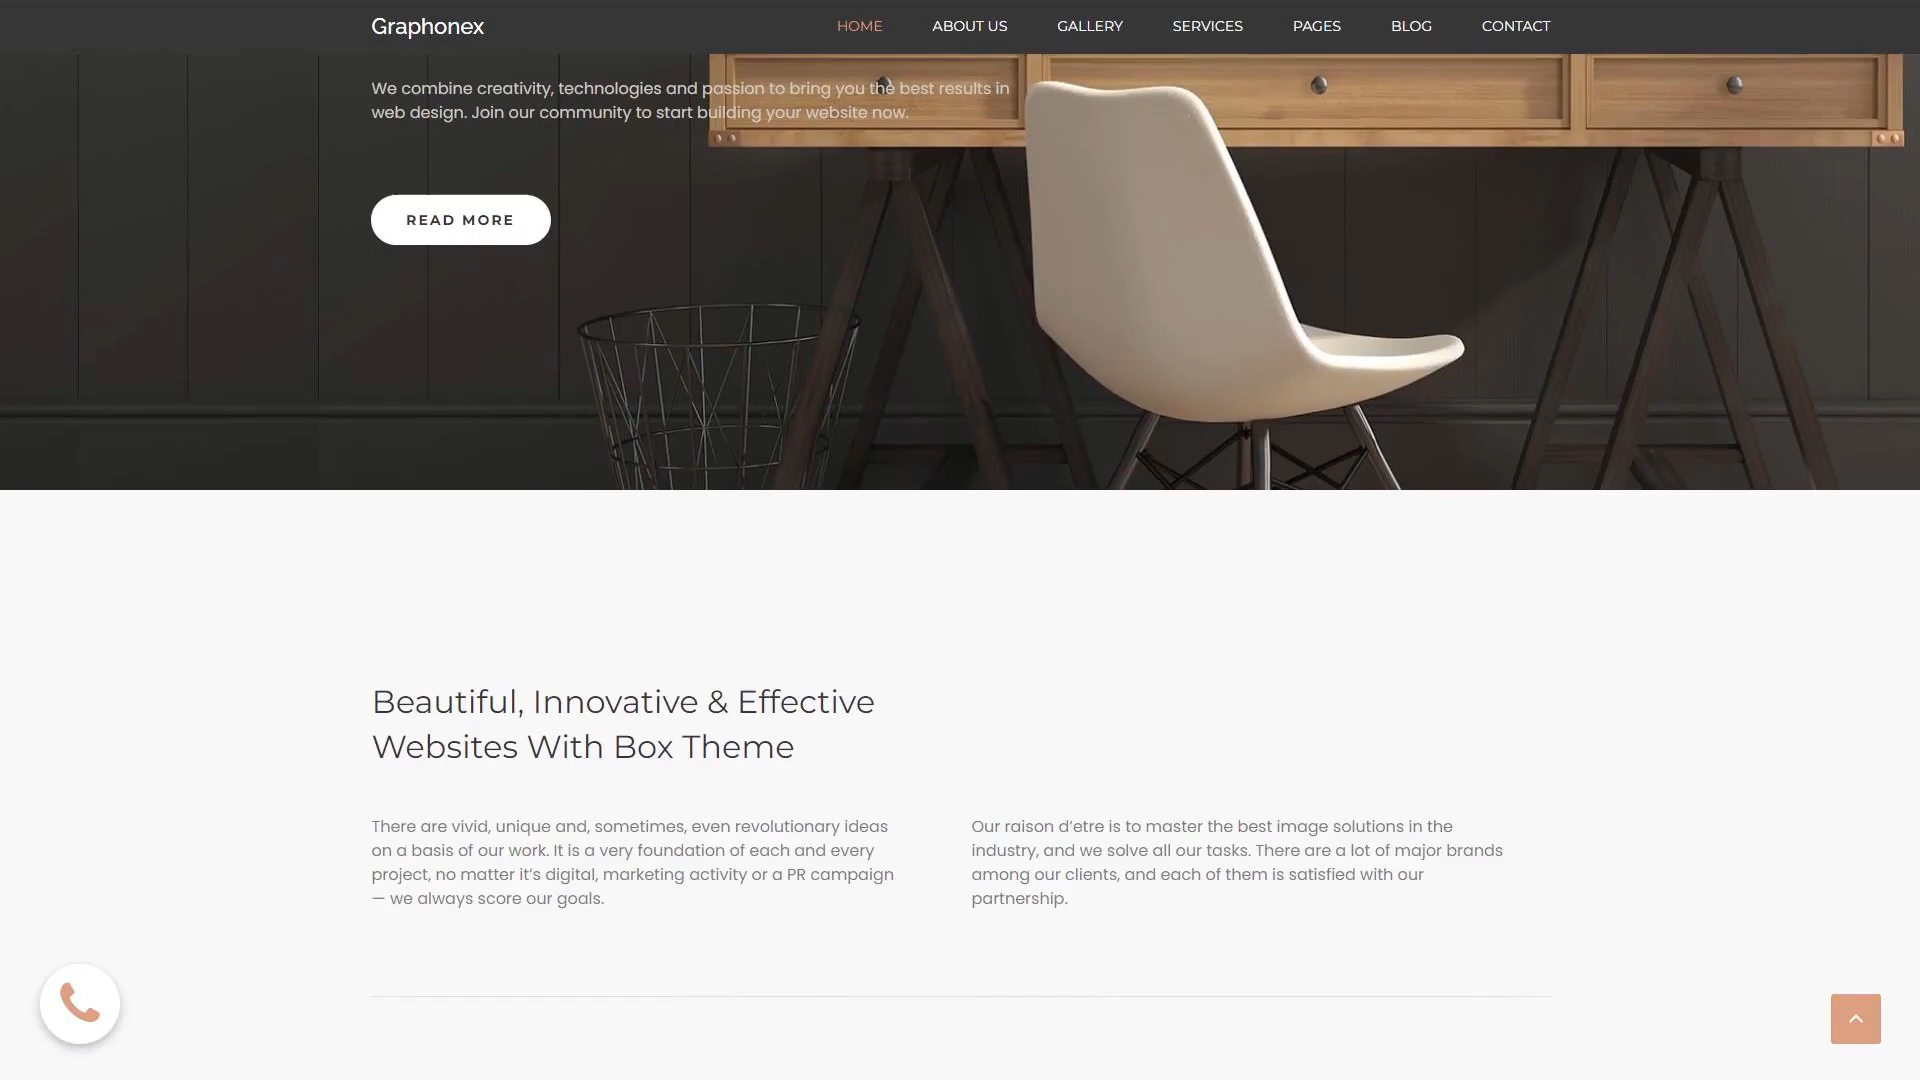 Graphonex
HOME
ABOUT US
GALLERY
SERVICES
PAGES
BLOG
CONTACT
We combine creativity, technologies and passion to bring you the best results in
web design. Join our community to start building your website now.
READ MORE
Beautiful, Innovative & Effective
Websites With Box Theme
There are vivid, unique and, sometimes, even revolutionary ideas
on a basis of our work. It is a very foundation of each and every
project, no matter it’s digital, marketing activity or a PR campaign
— we always score our goals.
Our raison d’etre is to master the best image solutions in the
industry, and we solve all our tasks. There are a lot of major brands
among our clients, and each of them is satisfied with our
partnership.